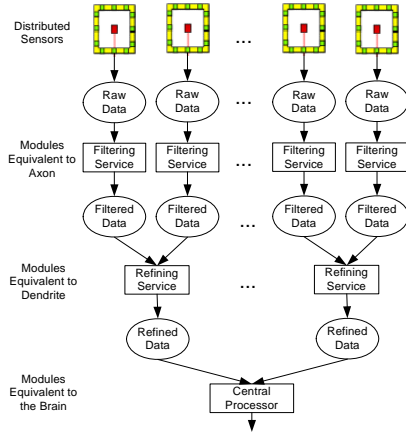 Distributed
Sensors
...
Raw
Data
Raw
Data
...
Raw
Data
Raw
Data
Modules
Equivalent to
Axon
Filtering
Service
Filtering
Service
...
Filtering
Service
Filtering
Service
Filtered
Data
Filtered
Data
...
Filtered
Data
Filtered
Data
Modules
Equivalent to
Dendrite
Refining
Service
...
Refining
Service
Refined
Data
Refined
Data
Modules
Equivalent to
the Brain
Central
Processor